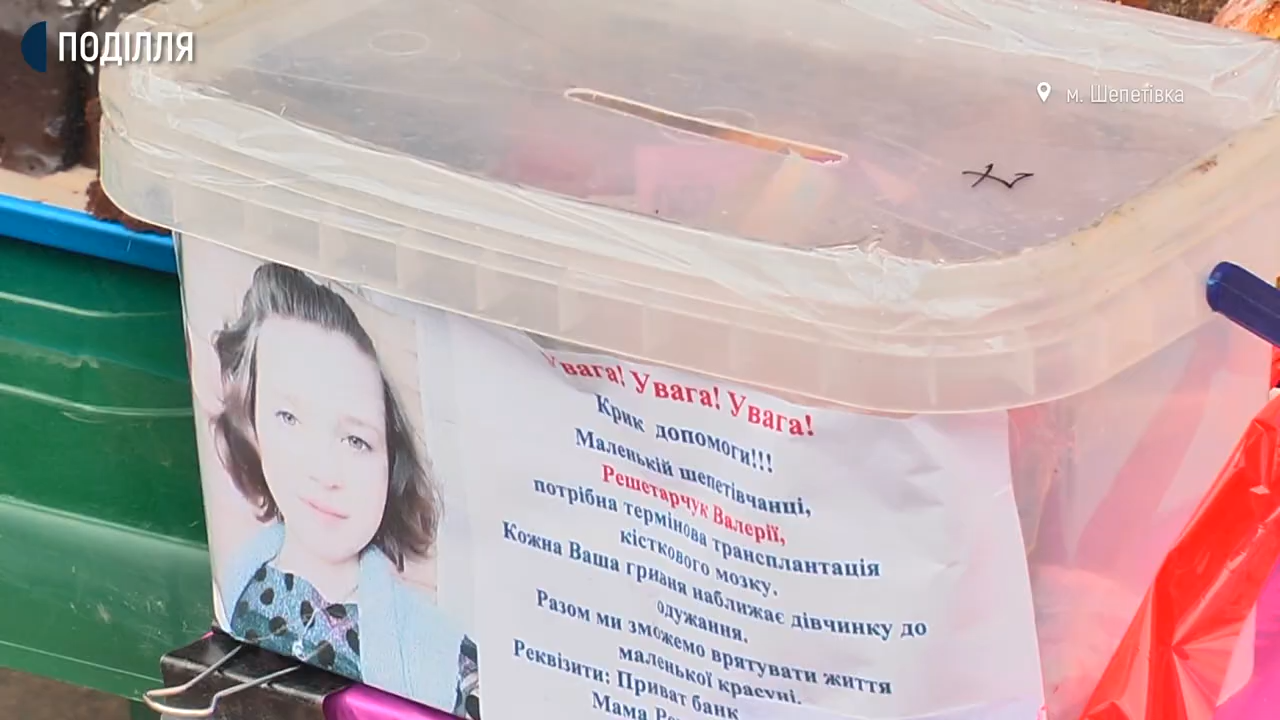 ПОДІЛЛЯ
м. Шепетівка
Увага! Увага! Увага!
Крик допомоги!!!
Маленькій шепетівчанці,
Решетарчук Валерії,
потрібна термінова трансплантація
кісткового мозку.
Кожна Ваша гривня наближає дівчинку до
одужання.
Разом ми зможемо врятувати життя
маленької красуні.
Реквізити: Приват банк
Мама